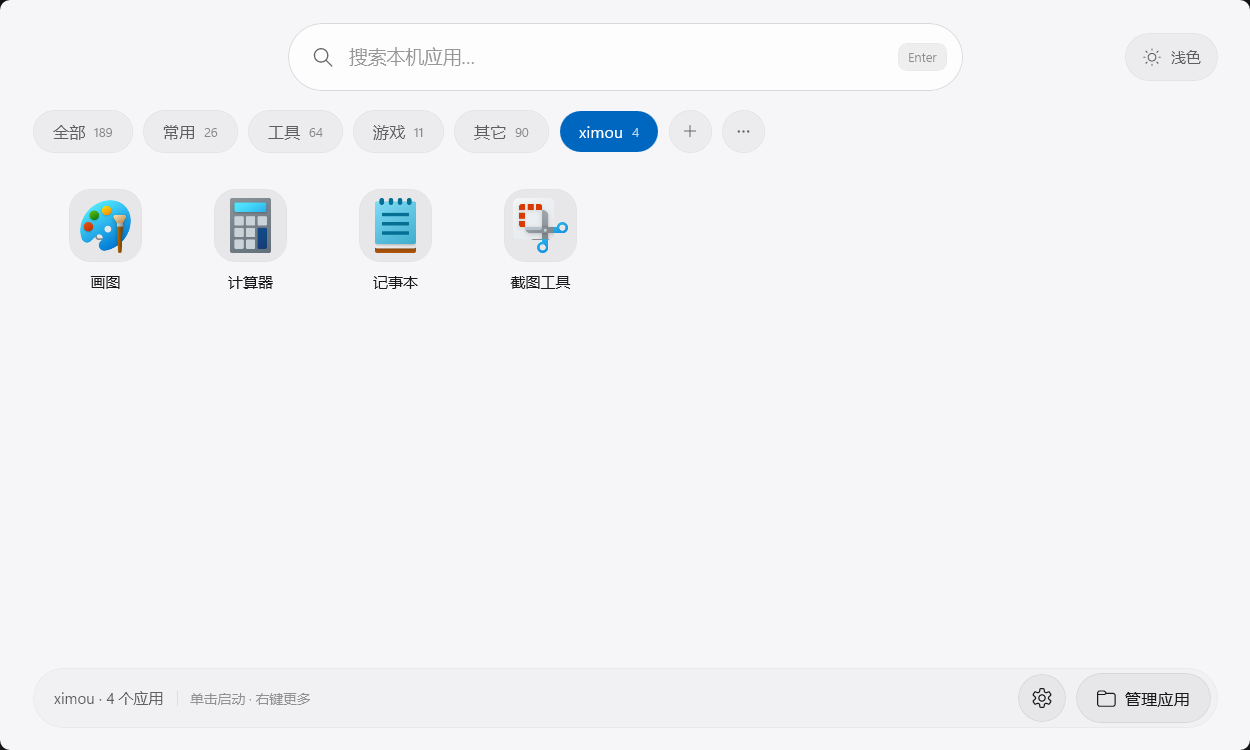 搜索本机应用...
Enter
浅色
全部 189 常用 26 工具 64 游戏 11 其它 90 ximou 4 + ···
画图 计算器 记事本 截图工具
ximou · 4 个应用 单击启动 · 右键更多 管理应用